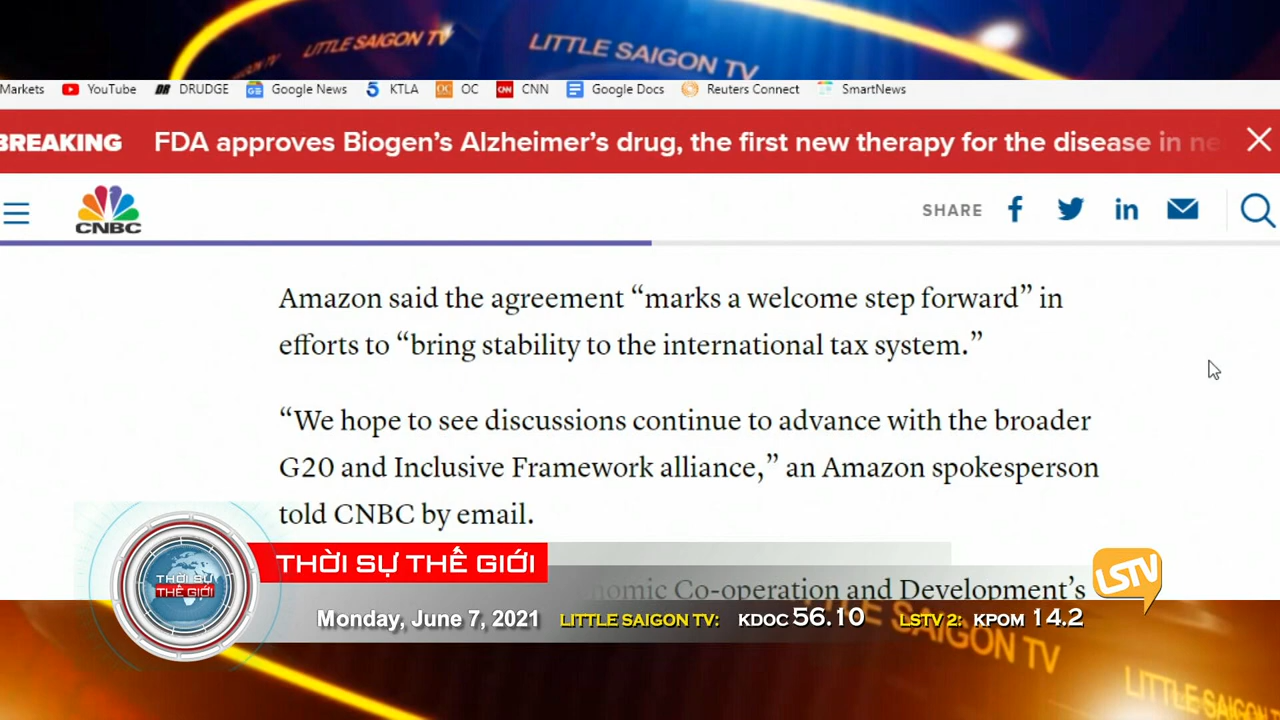 LITTLE SAIGON TV
LITTLE SAIGON TV
Markets YouTube DRUDGE Google News KTLA OC CNN Google Docs Reuters Connect SmartNews
BREAKING FDA approves Biogen's Alzheimer's drug, the first new therapy for the disease in
CNBC
SHARE
Amazon said the agreement “marks a welcome step forward” in
efforts to “bring stability to the international tax system.”
“We hope to see discussions continue to advance with the broader
G20 and Inclusive Framework alliance,” an Amazon spokesperson
told CNBC by email.
THỜI SỰ THẾ GIỚI
THỜI SỰ
THẾ GIỚI
Co-operation and Development's
LSTV
Monday, June 7, 2021 LITTLE SAIGON TV: KDOC 56.10 LSTV 2: KPOM 14.2
SAIGON TV
LITTLE SAIGON